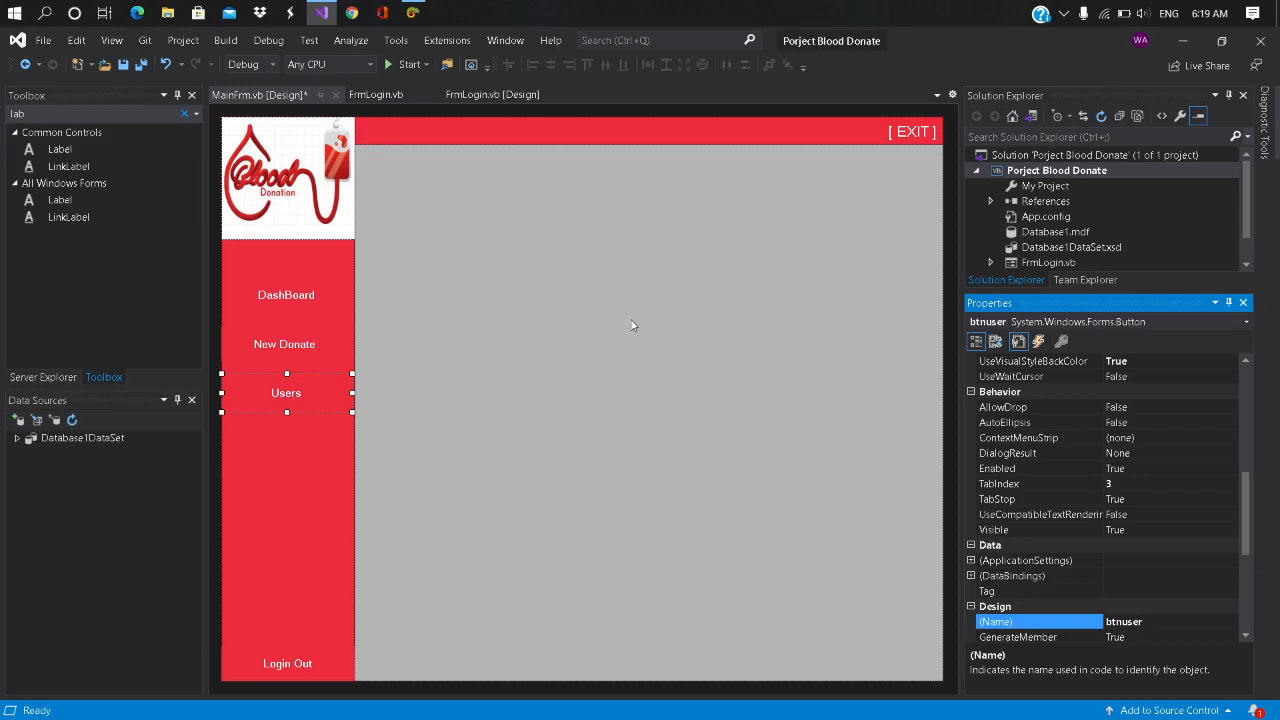 ENG 6:19 AM
File Edit View Git Project Build Debug Test Analyze Tools Extensions Window Help Search (Ctrl+Q) Porject Blood Donate WA
Debug Any CPU Start Live Share
Toolbox
lab
Common Controls
A Label
A LinkLabel
All Windows Forms
A Label
A LinkLabel
Server Explorer Toolbox
Data Sources
Database1DataSet
MainFrm.vb [Design]* FrmLogin.vb FrmLogin.vb [Design]
Blood
Donation
[ EXIT ]
DashBoard
New Donate
Users
Login Out
Solution Explorer
Search Solution Explorer (Ctrl+;)
Solution 'Porject Blood Donate' (1 of 1 project)
VB Porject Blood Donate
My Project
References
App.config
Database1.mdf
Database1DataSet.xsd
FrmLogin.vb
Solution Explorer Team Explorer
Properties
btnuser System.Windows.Forms.Button
UseVisualStyleBackColor True
UseWaitCursor False
Behavior
AllowDrop False
AutoEllipsis False
ContextMenuStrip (none)
DialogResult None
Enabled True
TabIndex 3
TabStop True
UseCompatibleTextRenderir False
Visible True
Data
(ApplicationSettings)
(DataBindings)
Tag
Design
(Name) btnuser
GenerateMember True
(Name)
Indicates the name used in code to identify the object.
Diagnostic Tools
Ready Add to Source Control 1